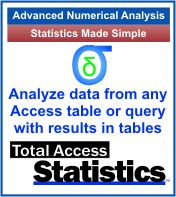 Advanced Numerical Analysis
Statistics Made Simple
δ
Analyze data from any
Access table or query
with results in tables
Total Access
Statistics™